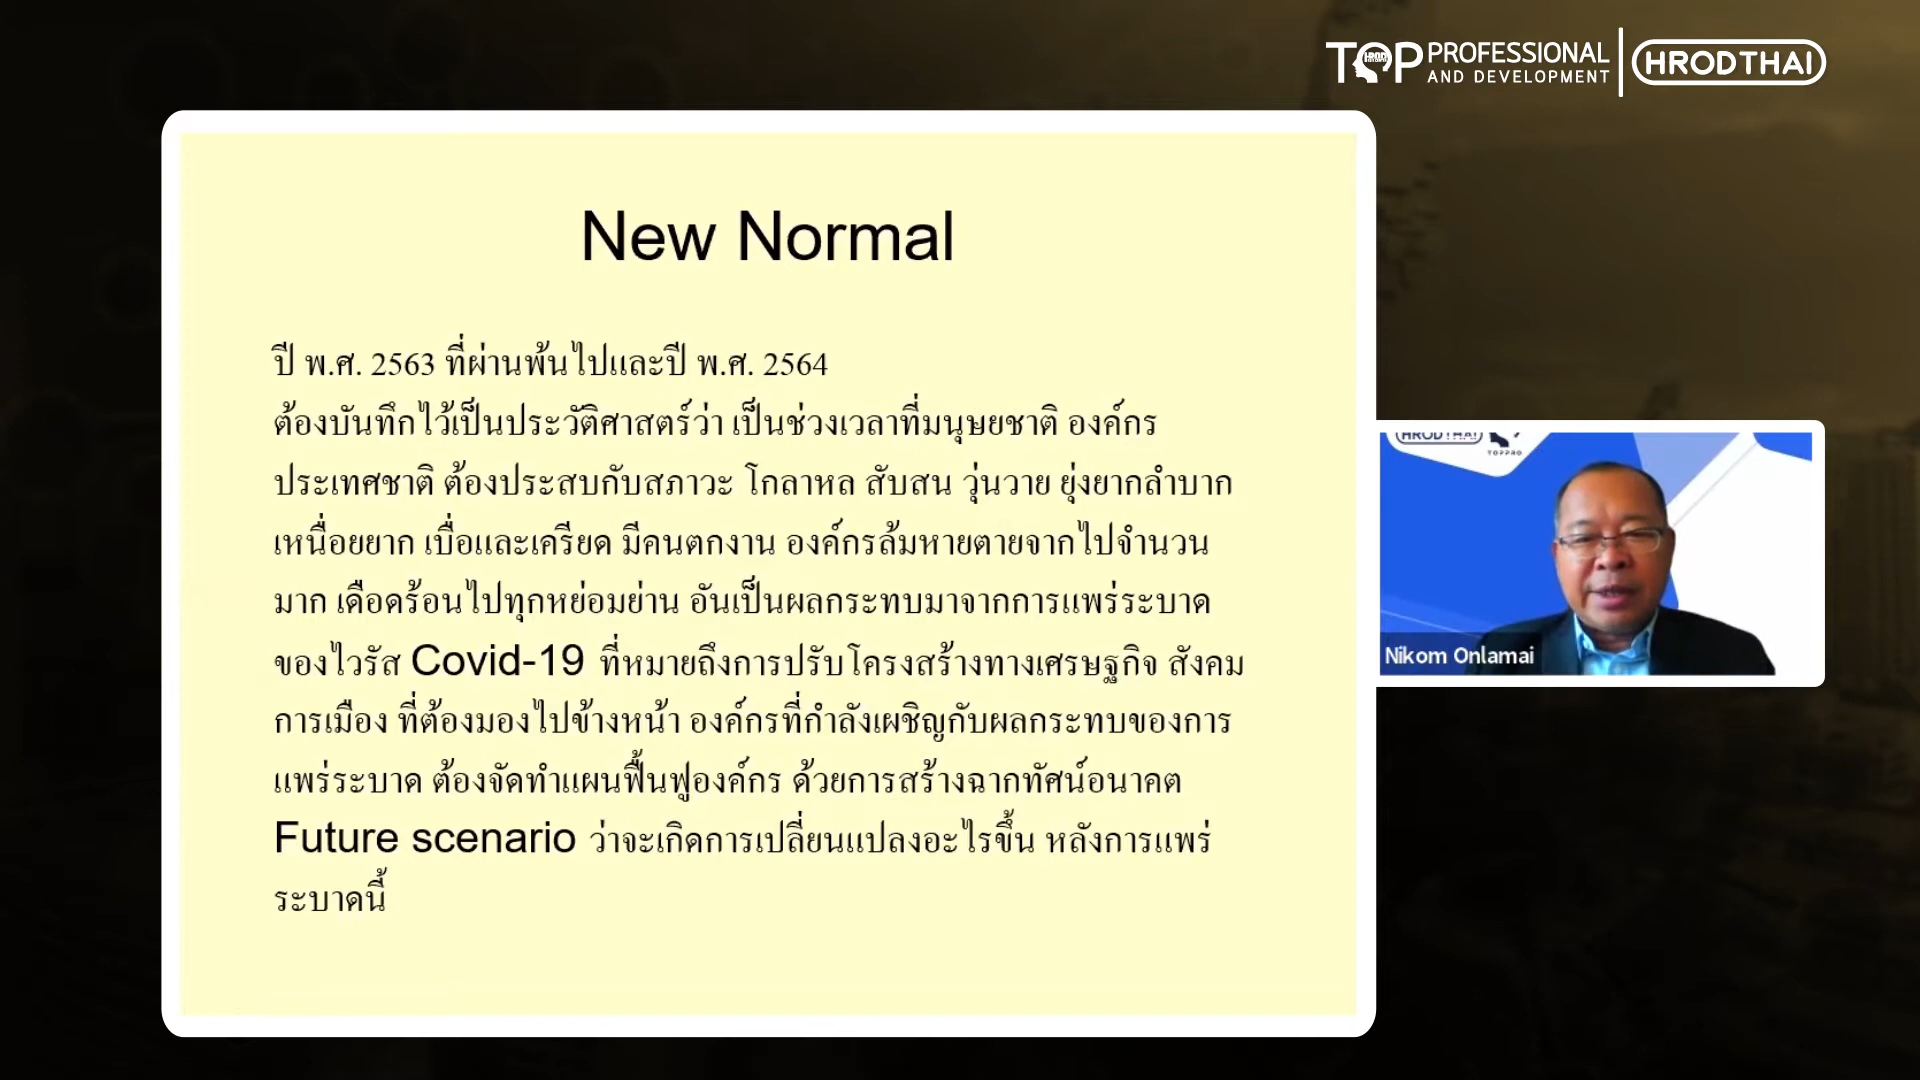 TOP PROFESSIONAL AND DEVELOPMENT
HRODTHAI
New Normal
ปี พ.ศ. 2563 ที่ผ่านพ้นไปและปี พ.ศ. 2564
ต้องบันทึกไว้เป็นประวัติศาสตร์ว่า เป็นช่วงเวลาที่มนุษยชาติ องค์กร
ประเทศชาติ ต้องประสบกับสภาวะ โกลาหล สับสน วุ่นวาย ยุ่งยากลำบาก
เหนื่อยยาก เบื่อและเครียด มีคนตกงาน องค์กรล้มหายตายจากไปจำนวน
มาก เดือดร้อนไปทุกหย่อมย่าน อันเป็นผลกระทบมาจากการแพร่ระบาด
ของไวรัส Covid-19 ที่หมายถึงการปรับโครงสร้างทางเศรษฐกิจ สังคม
การเมือง ที่ต้องมองไปข้างหน้า องค์กรที่กำลังเผชิญกับผลกระทบของการ
แพร่ระบาด ต้องจัดทำแผนฟื้นฟูองค์กร ด้วยการสร้างฉากทัศน์อนาคต
Future scenario ว่าจะเกิดการเปลี่ยนแปลงอะไรขึ้น หลังการแพร่
ระบาดนี้
HRODTHAI
TOPPRO
Nikom Onlamai